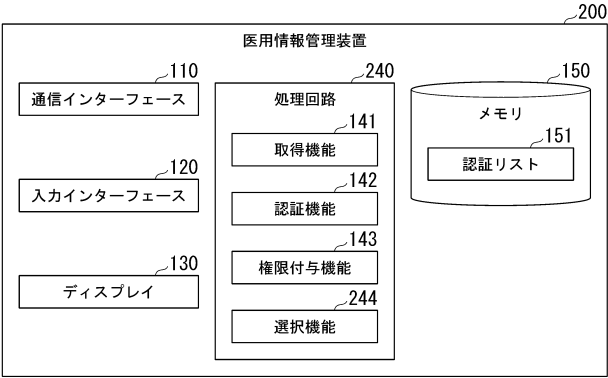 200
医用情報管理装置
110
通信インターフェース
120
入力インターフェース
130
ディスプレイ
240
処理回路
141
取得機能
142
認証機能
143
権限付与機能
244
選択機能
150
メモリ
151
認証リスト